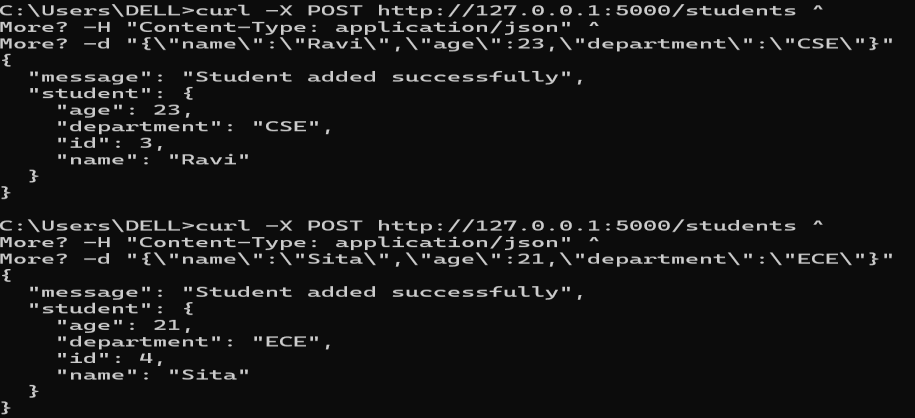 C:\Users\DELL>curl -X POST http://127.0.0.1:5000/students ^
More? -H "Content-Type: application/json" ^
More? -d "{\"name\":\"Ravi\",\"age\":23,\"department\":\"CSE\"}"
{
  "message": "Student added successfully",
  "student": {
    "age": 23,
    "department": "CSE",
    "id": 3,
    "name": "Ravi"
  }
}

C:\Users\DELL>curl -X POST http://127.0.0.1:5000/students ^
More? -H "Content-Type: application/json" ^
More? -d "{\"name\":\"Sita\",\"age\":21,\"department\":\"ECE\"}"
{
  "message": "Student added successfully",
  "student": {
    "age": 21,
    "department": "ECE",
    "id": 4,
    "name": "Sita"
  }
}